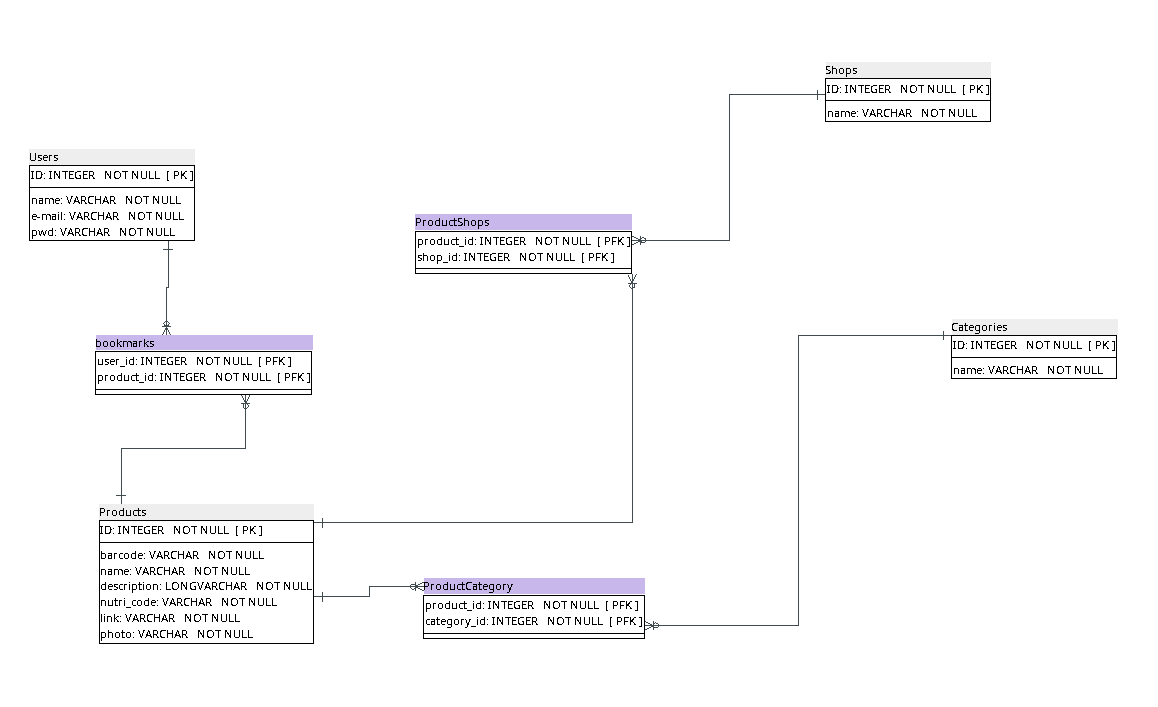 Shops
ID: INTEGER NOT NULL [ PK ]
name: VARCHAR NOT NULL
Users
ID: INTEGER NOT NULL [ PK ]
name: VARCHAR NOT NULL
e-mail: VARCHAR NOT NULL
pwd: VARCHAR NOT NULL
ProductShops
product_id: INTEGER NOT NULL [ PFK ]
shop_id: INTEGER NOT NULL [ PFK ]
Categories
ID: INTEGER NOT NULL [ PK ]
name: VARCHAR NOT NULL
bookmarks
user_id: INTEGER NOT NULL [ PFK ]
product_id: INTEGER NOT NULL [ PFK ]
Products
ID: INTEGER NOT NULL [ PK ]
barcode: VARCHAR NOT NULL
name: VARCHAR NOT NULL
description: LONGVARCHAR NOT NULL
nutri_code: VARCHAR NOT NULL
link: VARCHAR NOT NULL
photo: VARCHAR NOT NULL
ProductCategory
product_id: INTEGER NOT NULL [ PFK ]
category_id: INTEGER NOT NULL [ PFK ]